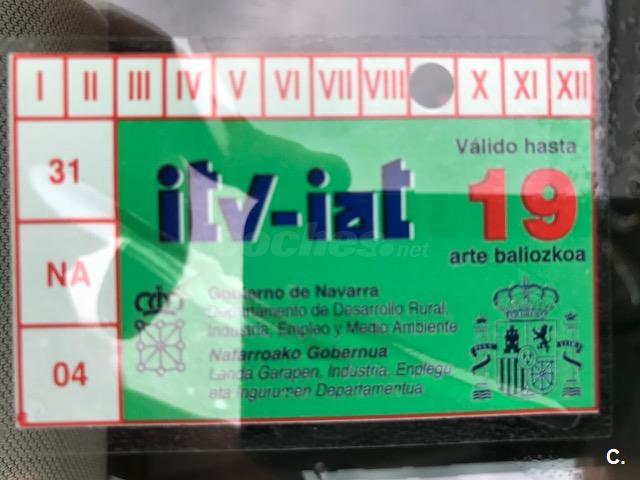 I II III IV V VI VII VIII X XI XII
31
NA
04
itv-iat
Válido hasta
19
arte baliozkoa
Gobierno de Navarra
Departamento de Desarrollo Rural,
Industria, Empleo y Medio Ambiente
Nafarroako Gobernua
Landa Garapen, Industria, Enplegu
eta Ingurumen Departamentua
coches.net
C.